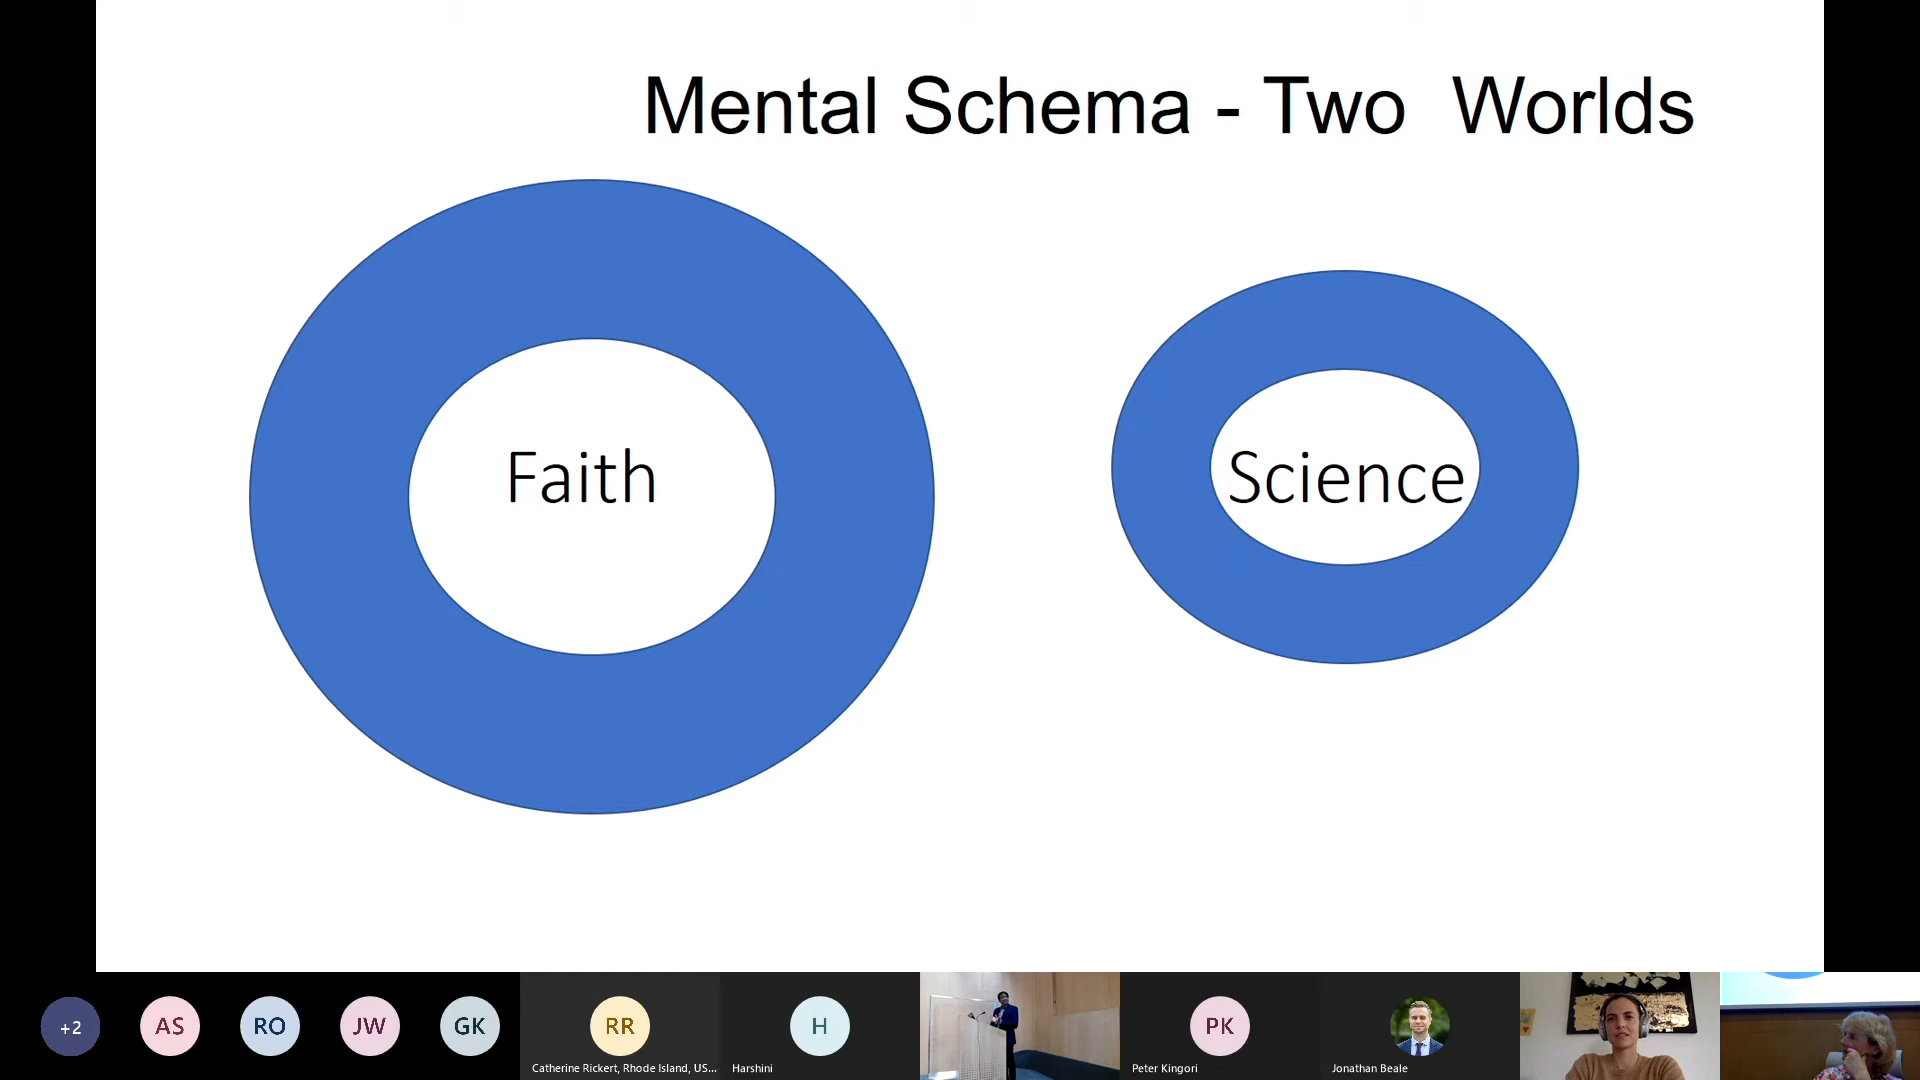 Mental Schema - Two  Worlds
Faith
Science
+2
AS
RO
JW
GK
RR
H
PK
Catherine Rickert, Rhode Island, US...
Harshini
Peter Kingori
Jonathan Beale